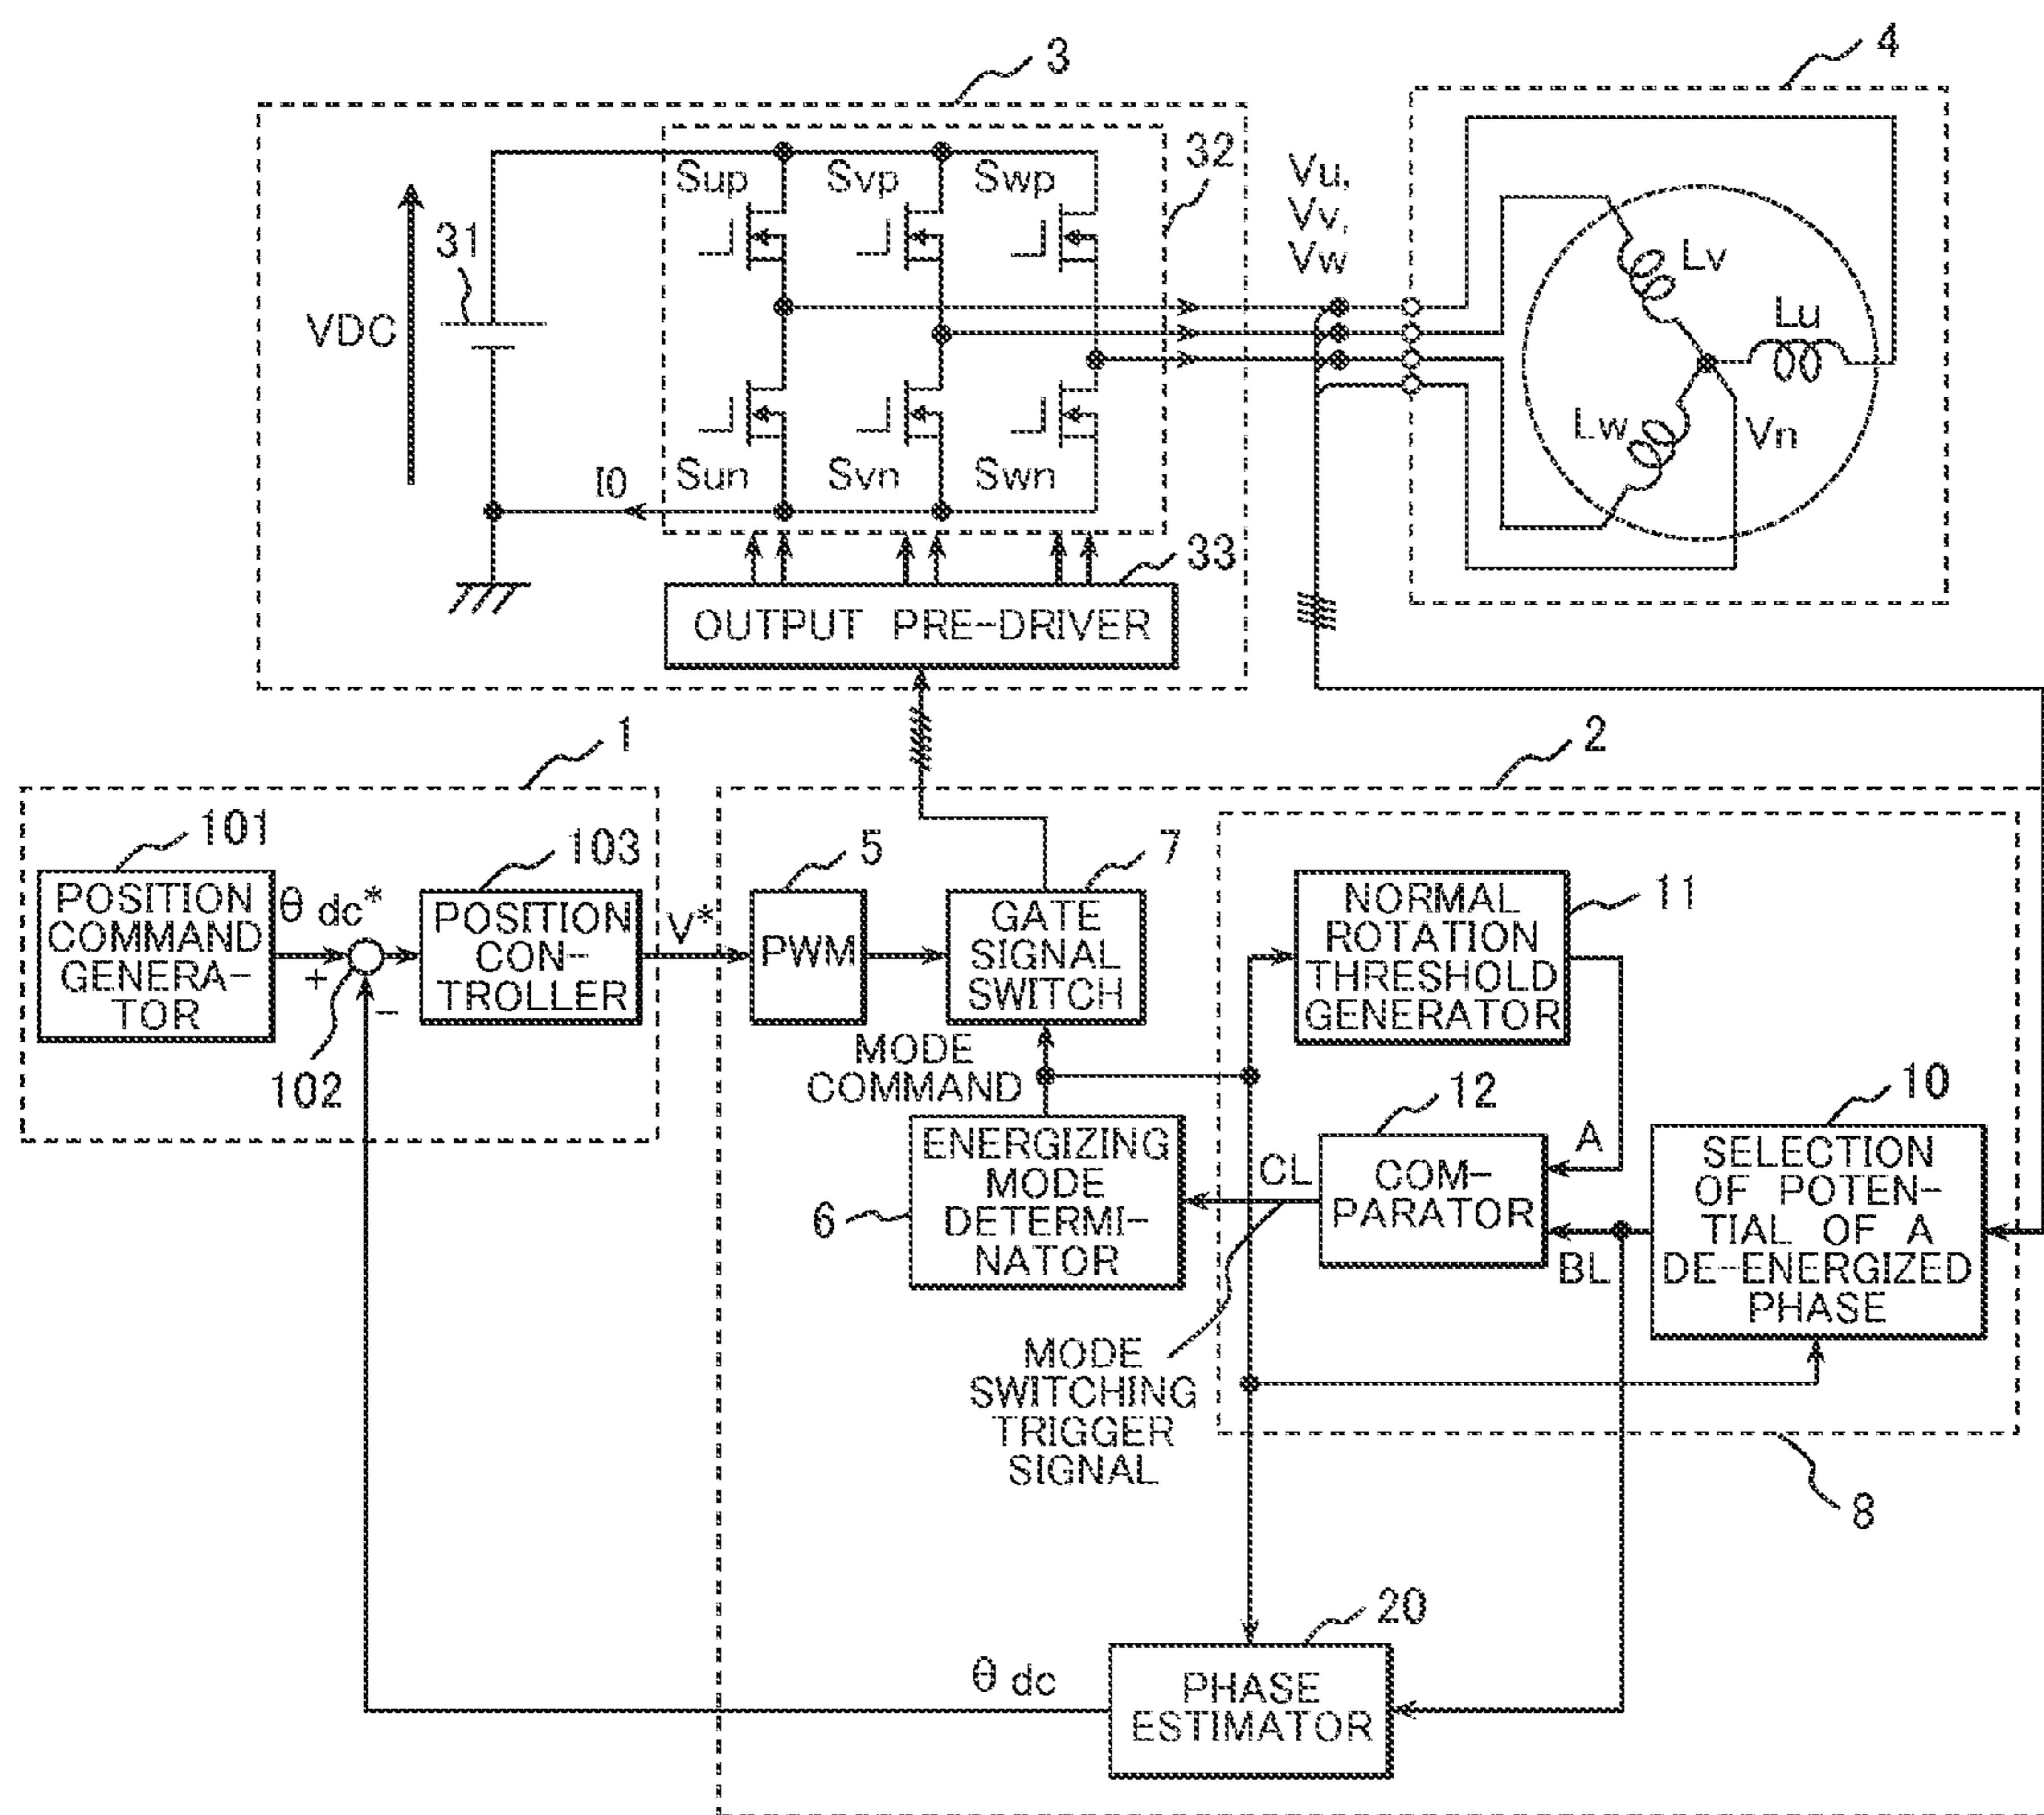 3
4
32
Sup
Svp
Swp
Vu,
Vv,
Vw
31
VDC
Lv
Lu
Lw
Vn
Sun
Svn
Swn
I0
33
OUTPUT PRE-DRIVER
1
2
101
103
5
7
11
POSITION
COMMAND
GENERA-
TOR
θ dc*
+
-
102
POSITION
CON-
TROLLER
V*
PWM
GATE
SIGNAL
SWITCH
NORMAL
ROTATION
THRESHOLD
GENERATOR
MODE
COMMAND
12
10
A
ENERGIZING
MODE
DETERMI-
NATOR
6
CL
COM-
PARATOR
BL
SELECTION
OF POTEN-
TIAL OF A
DE-ENERGIZED
PHASE
MODE
SWITCHING
TRIGGER
SIGNAL
8
20
θ dc
PHASE
ESTIMATOR